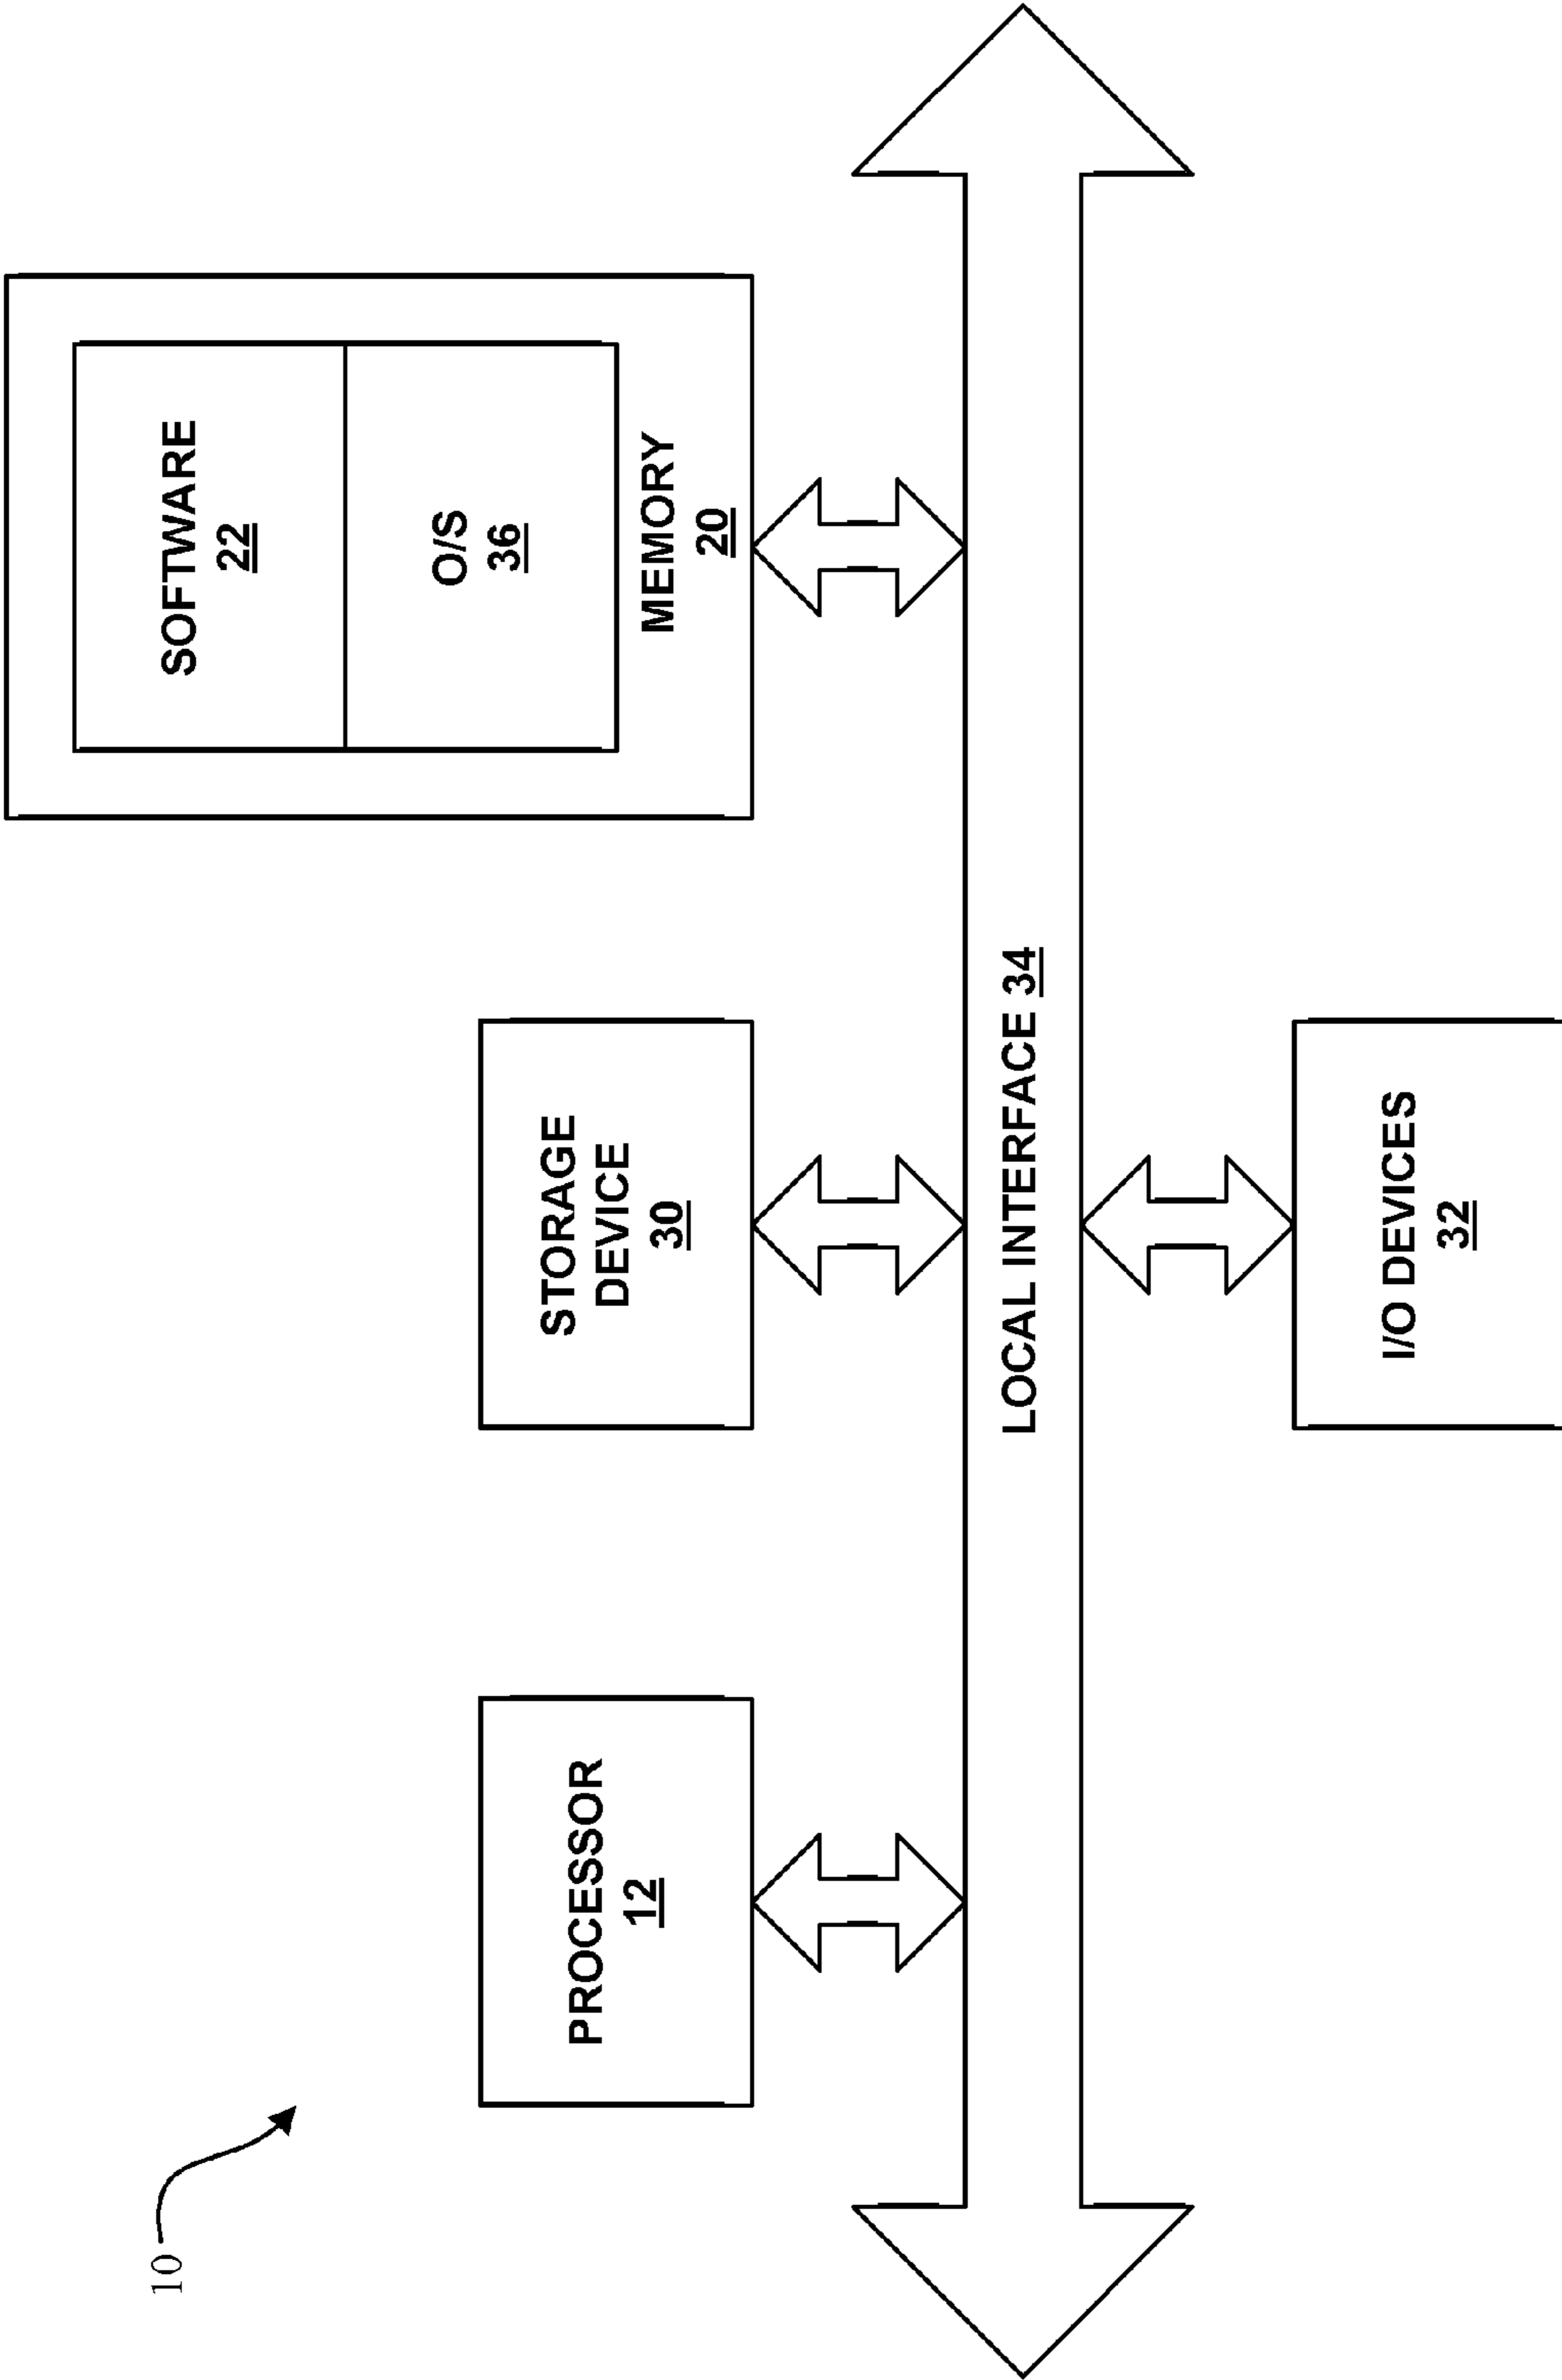 10
PROCESSOR
12
STORAGE
DEVICE
30
SOFTWARE
22
O/S
36
MEMORY
20
LOCAL INTERFACE 34
I/O DEVICES
32